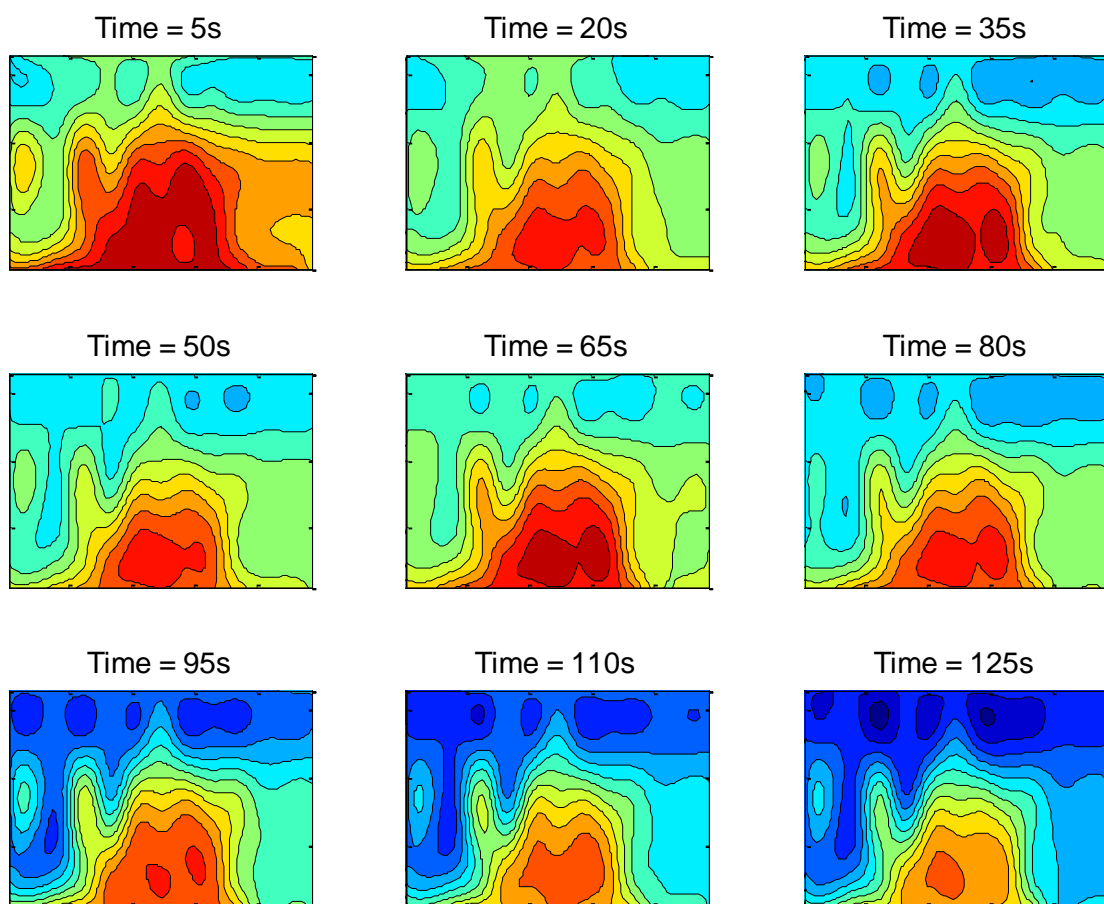 Time = 5s
Time = 20s
Time = 35s
Time = 50s
Time = 65s
Time = 80s
Time = 95s
Time = 110s
Time = 125s